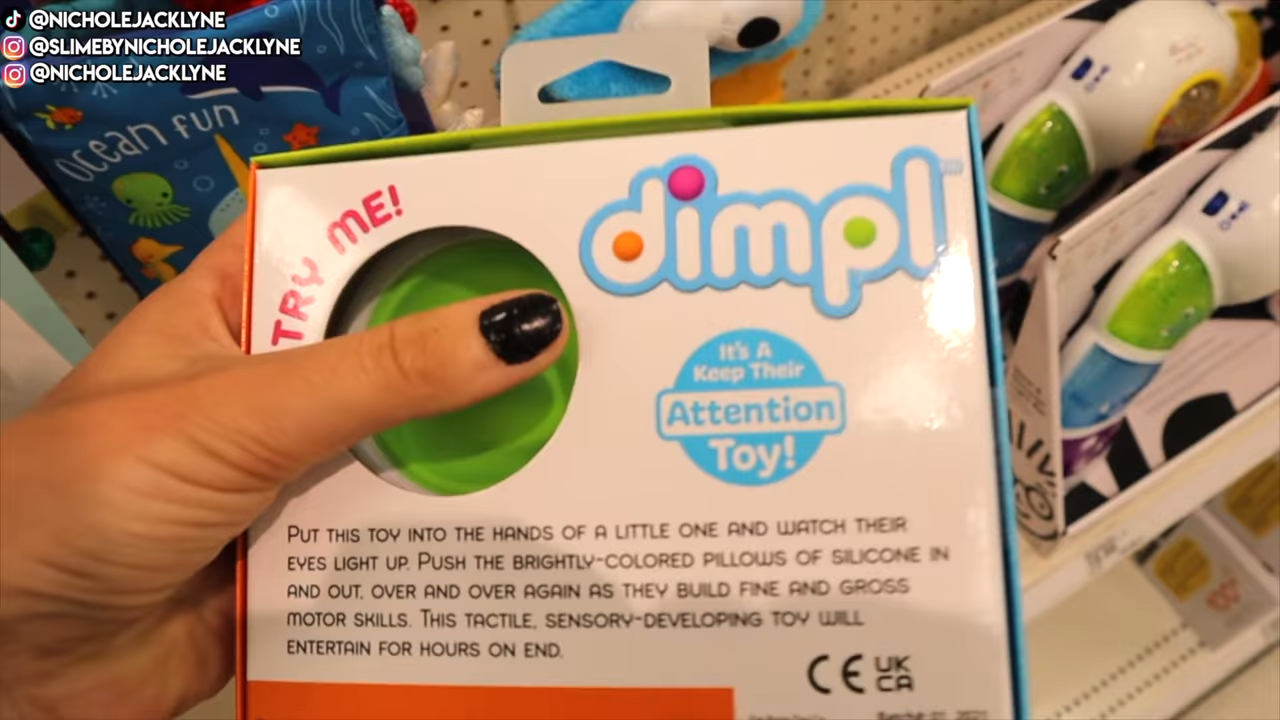 @NICHOLEJACKLYNE
@SLIMEBYNICHOLEJACKLYNE
@NICHOLEJACKLYNE
ocean fun
TRY ME!
dimpl
It's A
Keep Their
Attention
Toy!
PUT THIS TOY INTO THE HANDS OF A LITTLE ONE AND WATCH THEIR
EYES LIGHT UP. PUSH THE BRIGHTLY-COLORED PILLOWS OF SILICONE IN
AND OUT, OVER AND OVER AGAIN AS THEY BUILD FINE AND GROSS
MOTOR SKILLS. THIS TACTILE, SENSORY-DEVELOPING TOY WILL
ENTERTAIN FOR HOURS ON END.
CE UK
CA